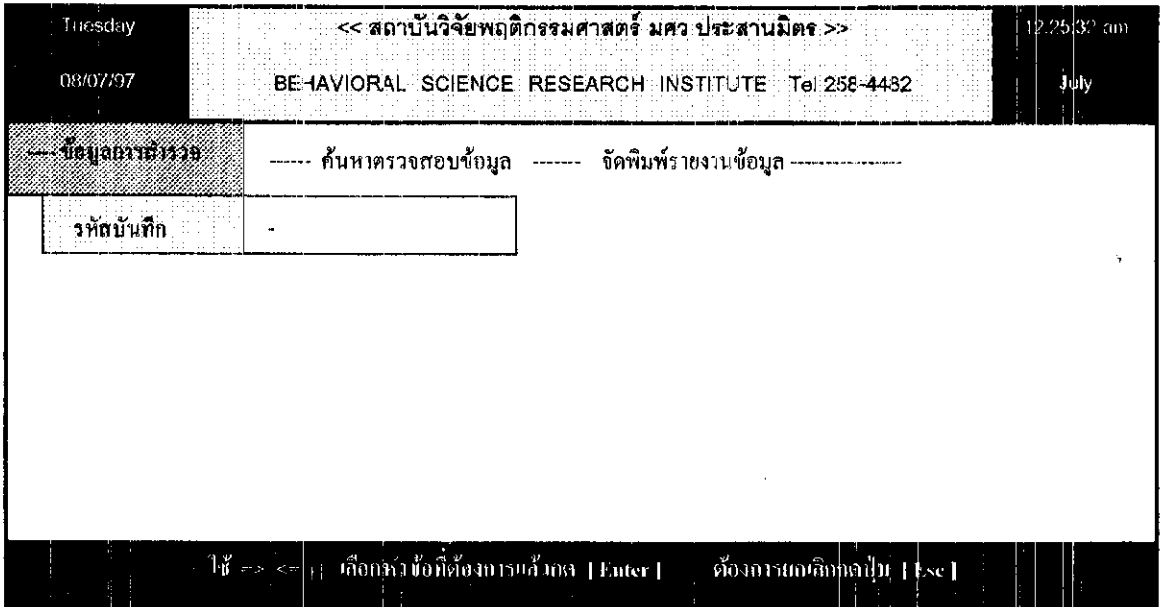 Tuesday << สถาบันวิจัยพฤติกรรมศาสตร์ มศว ประสานมิตร >> 12:25:32 am
08/07/97 BEHAVIORAL SCIENCE RESEARCH INSTITUTE Tel 258-4482 July
---- ข้อมูลการสำรวจ ------ ค้นหาตรวจสอบข้อมูล ------- จัดพิมพ์รายงานข้อมูล ----------------
รหัสบันทึก -
ใช้ => <= เลือกหัวข้อที่ต้องการแล้วกด [ Enter ] ต้องการยกเลิกกดปุ่ม [ Esc ]